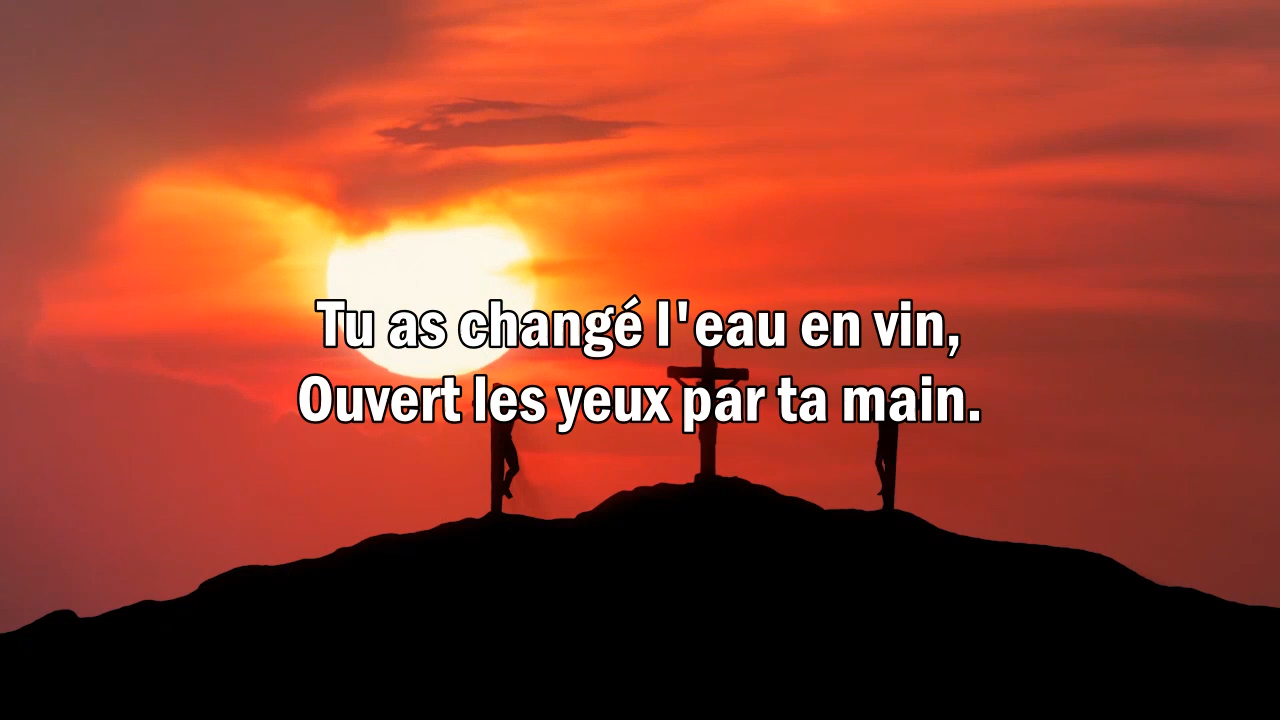 Tu as changé l'eau en vin,
Ouvert les yeux par ta main.